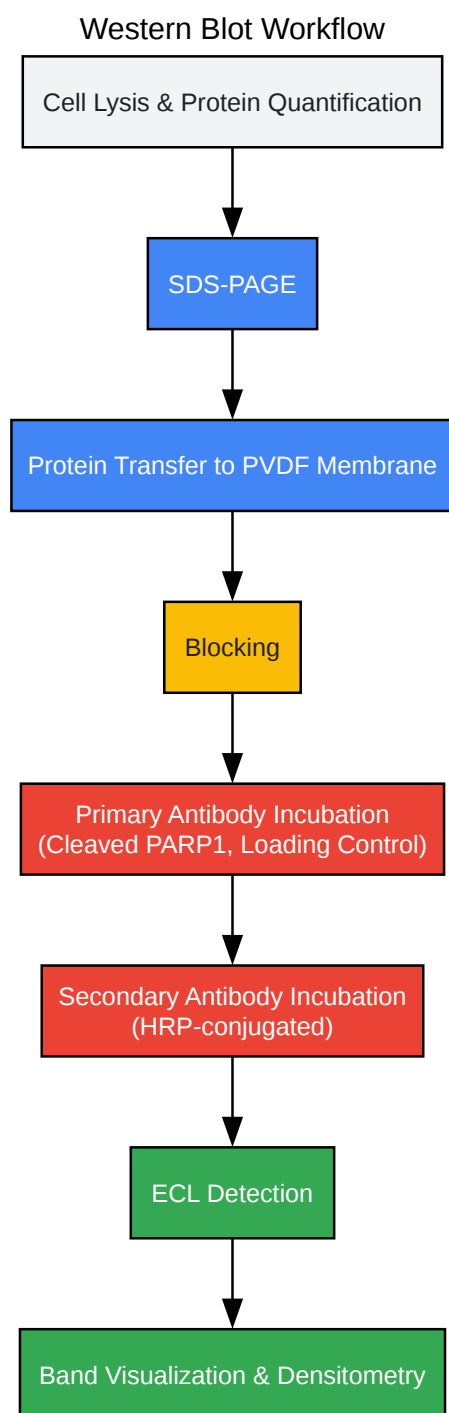 Western Blot Workflow
Cell Lysis & Protein Quantification
SDS-PAGE
Protein Transfer to PVDF Membrane
Blocking
Primary Antibody Incubation
(Cleaved PARP1, Loading Control)
Secondary Antibody Incubation
(HRP-conjugated)
ECL Detection
Band Visualization & Densitometry